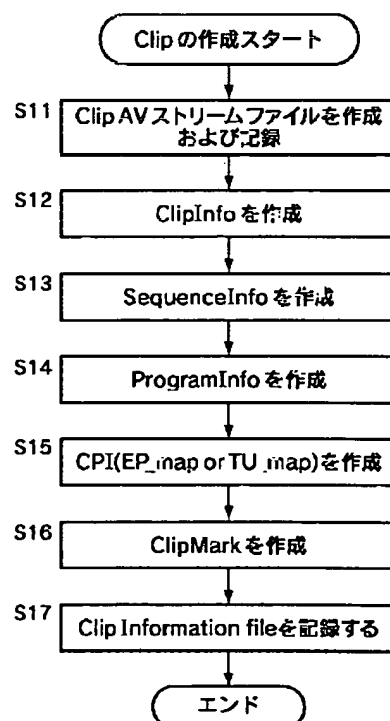 Clipの作成スタート
S11
Clip AVストリームファイルを作成
および記録
S12
ClipInfoを作成
S13
SequenceInfoを作成
S14
ProgramInfoを作成
S15
CPI(EP_map or TU_map)を作成
S16
ClipMarkを作成
S17
Clip Information fileを記録する
エンド